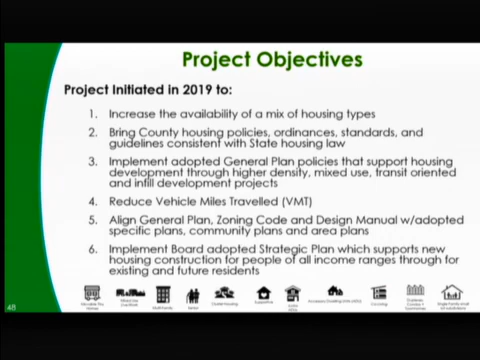 Project Objectives
Project Initiated in 2019 to:
1. Increase the availability of a mix of housing types
2. Bring County housing policies, ordinances, standards, and
guidelines consistent with State housing law
3. Implement adopted General Plan policies that support housing
development through higher density, mixed use, transit oriented
and infill development projects
4. Reduce Vehicle Miles Travelled (VMT)
5. Align General Plan, Zoning Code and Design Manual w/adopted
specific plans, community plans and area plans
6. Implement Board adopted Strategic Plan which supports new
housing construction for people of all income ranges through for
existing and future residents
48